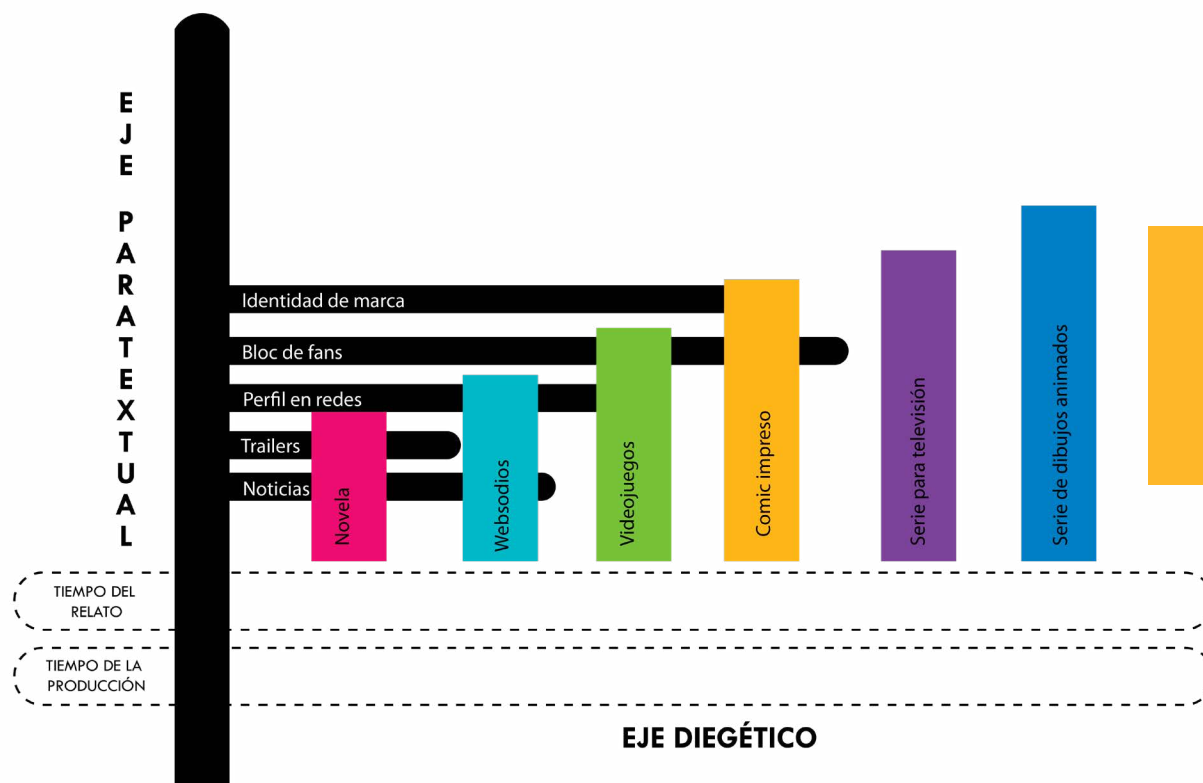 EJE PARATEXTUAL
Identidad de marca
Bloc de fans
Perfil en redes
Trailers
Noticias
Novela
Websodios
Videojuegos
Comic impreso
Serie para televisión
Serie de dibujos animados
TIEMPO DEL
RELATO
TIEMPO DE LA
PRODUCCIÓN
EJE DIEGÉTICO